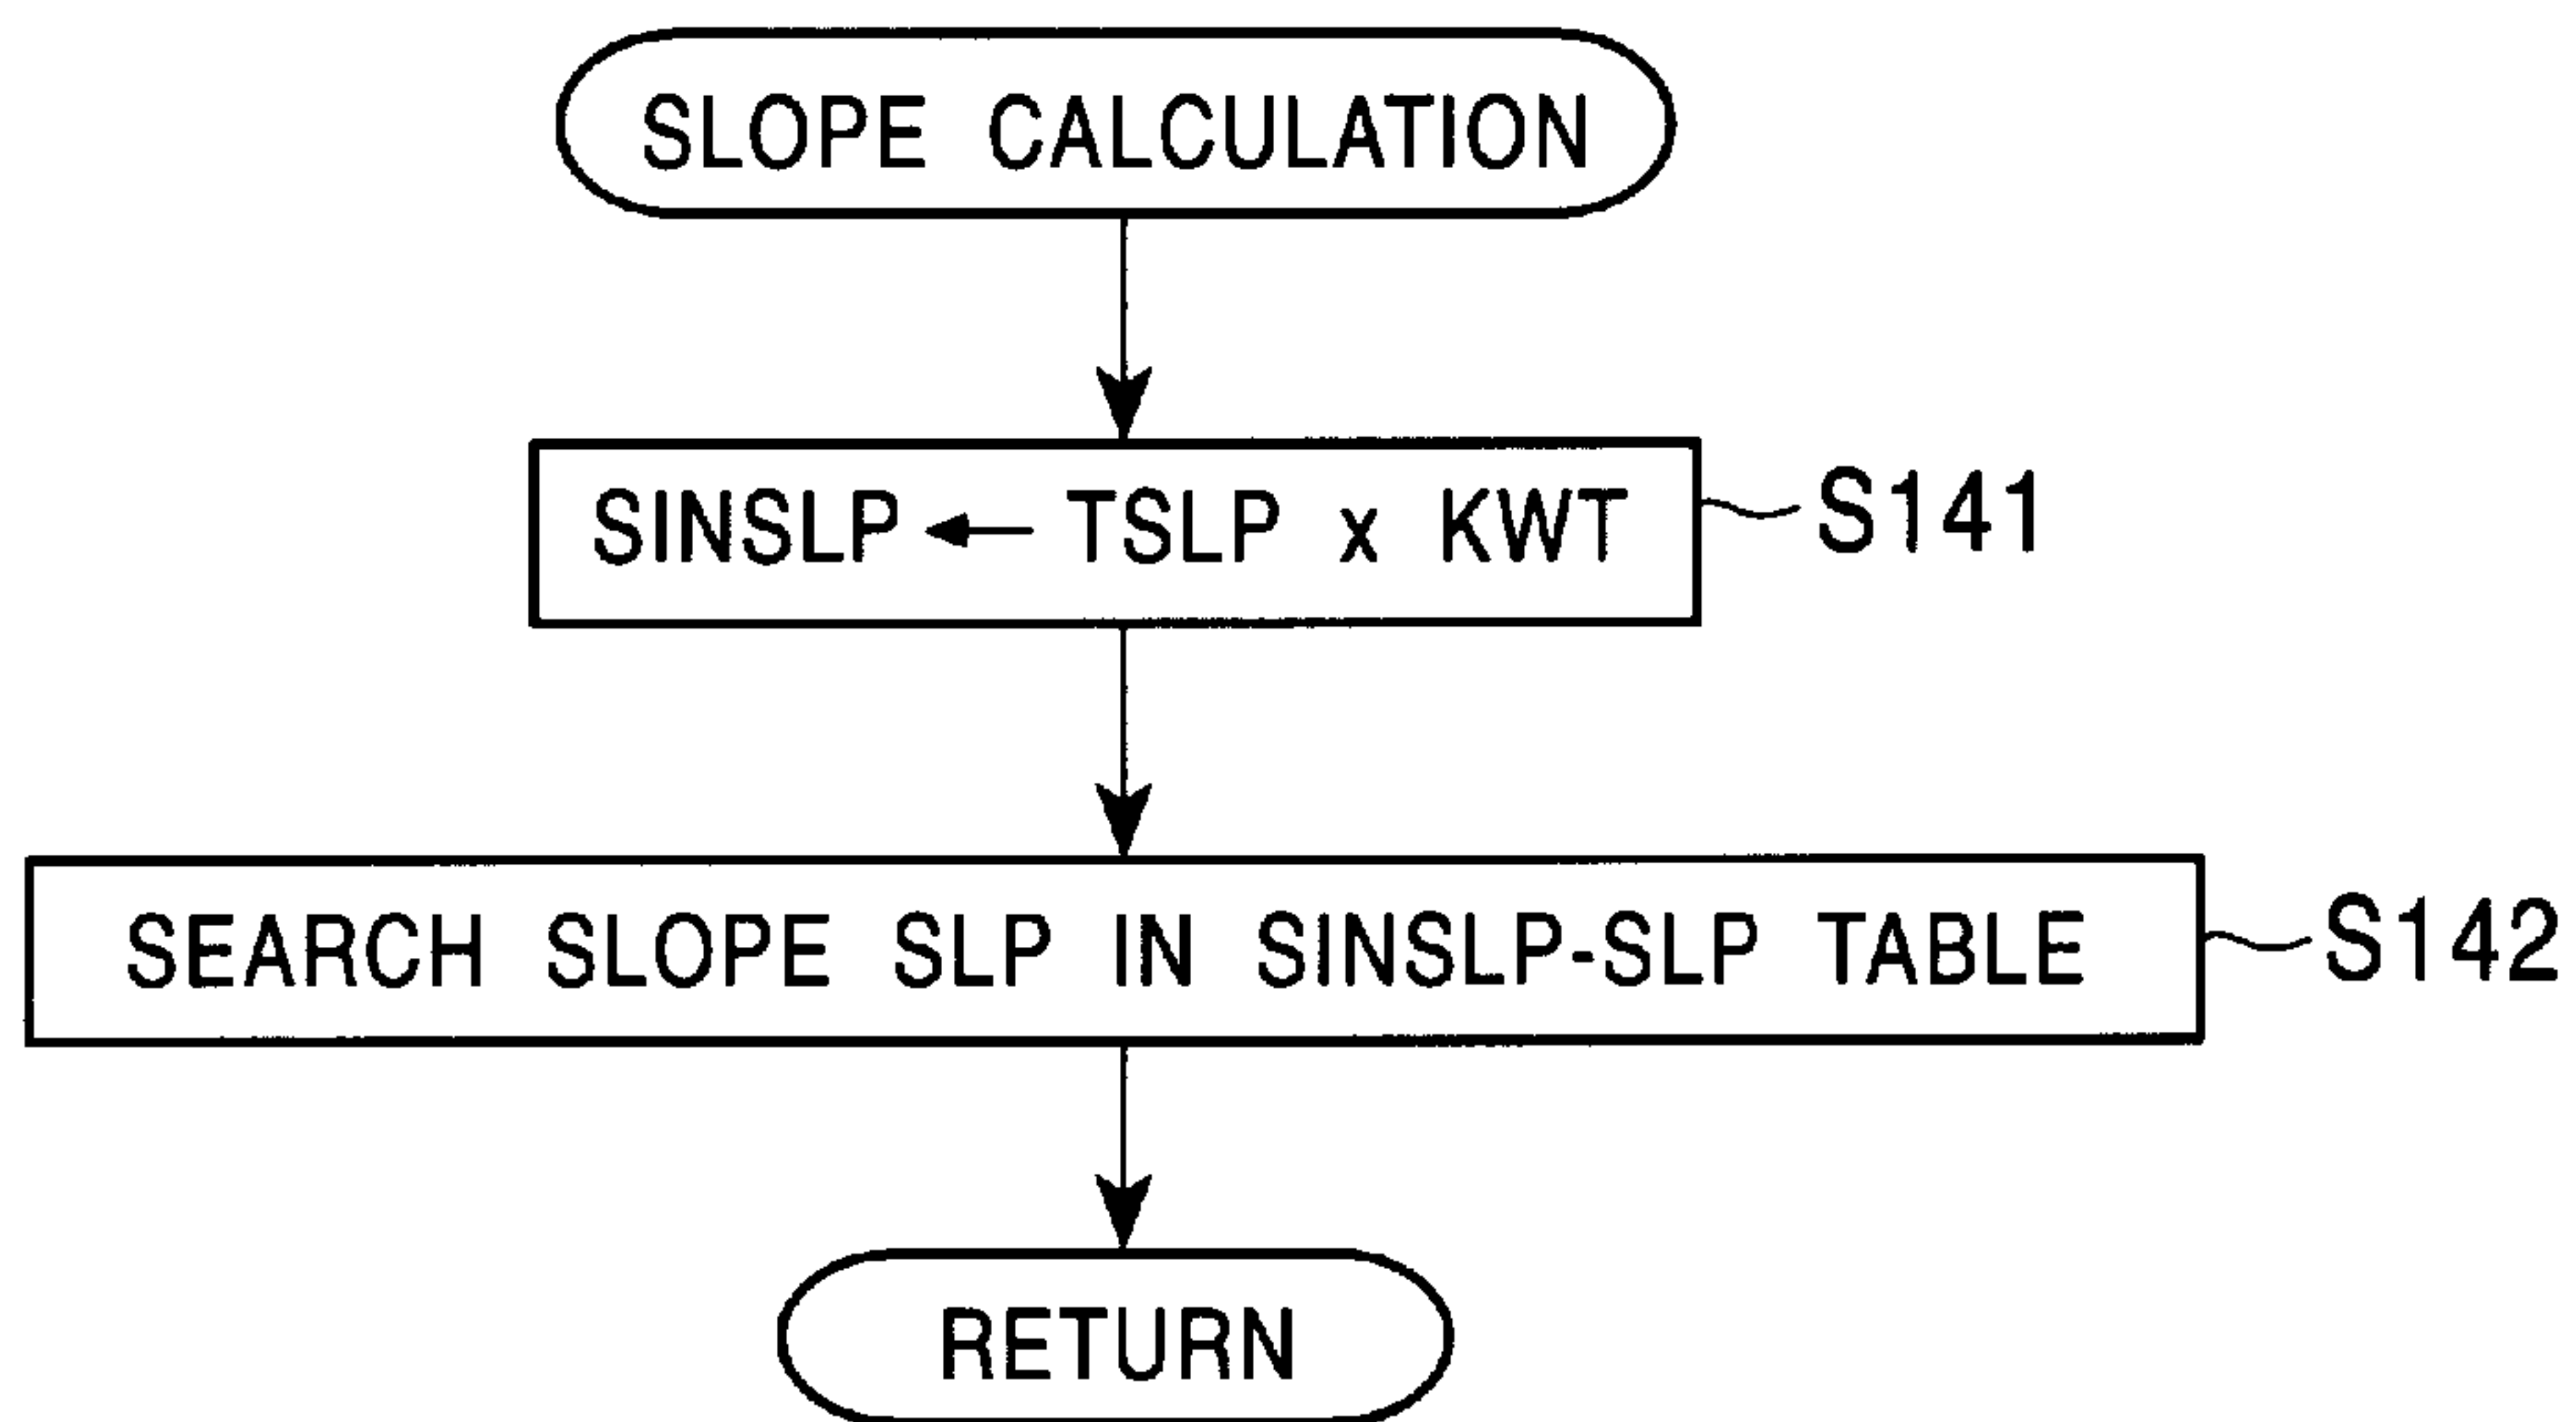 SLOPE CALCULATION
SINSLP ← TSLP x KWT
S141
SEARCH SLOPE SLP IN SINSLP-SLP TABLE
S142
RETURN